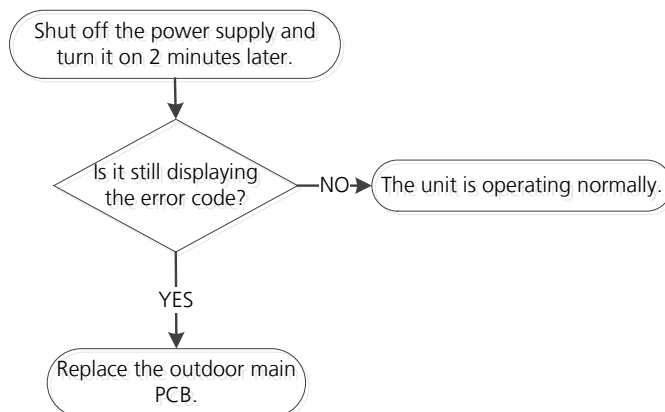 Shut off the power supply and
turn it on 2 minutes later.
Is it still displaying
the error code?
NO
The unit is operating normally.
YES
Replace the outdoor main
PCB.